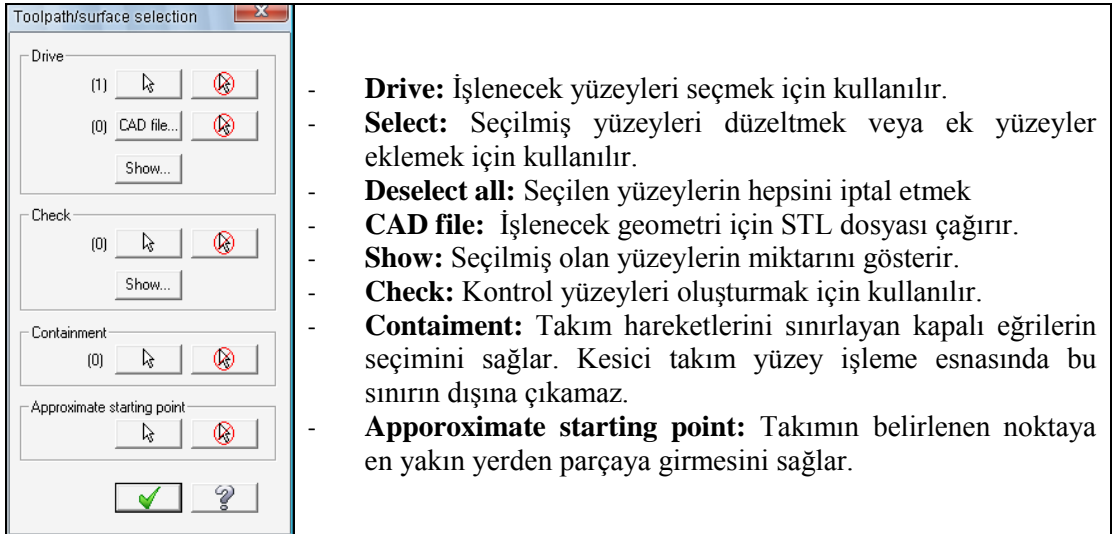 Toolpath/surface selection
Drive
(1)
(0) CAD file...
Show...
Check
(0)
Show...
Containment
(0)
Approximate starting point
- Drive: İşlenecek yüzeyleri seçmek için kullanılır.
- Select: Seçilmiş yüzeyleri düzeltmek veya ek yüzeyler
eklemek için kullanılır.
- Deselect all: Seçilen yüzeylerin hepsini iptal etmek
- CAD file: İşlenecek geometri için STL dosyası çağırır.
- Show: Seçilmiş olan yüzeylerin miktarını gösterir.
- Check: Kontrol yüzeyleri oluşturmak için kullanılır.
- Contaiment: Takım hareketlerini sınırlayan kapalı eğrilerin
seçimini sağlar. Kesici takım yüzey işleme esnasında bu
sınırın dışına çıkamaz.
- Apporoximate starting point: Takımın belirlenen noktaya
en yakın yerden parçaya girmesini sağlar.